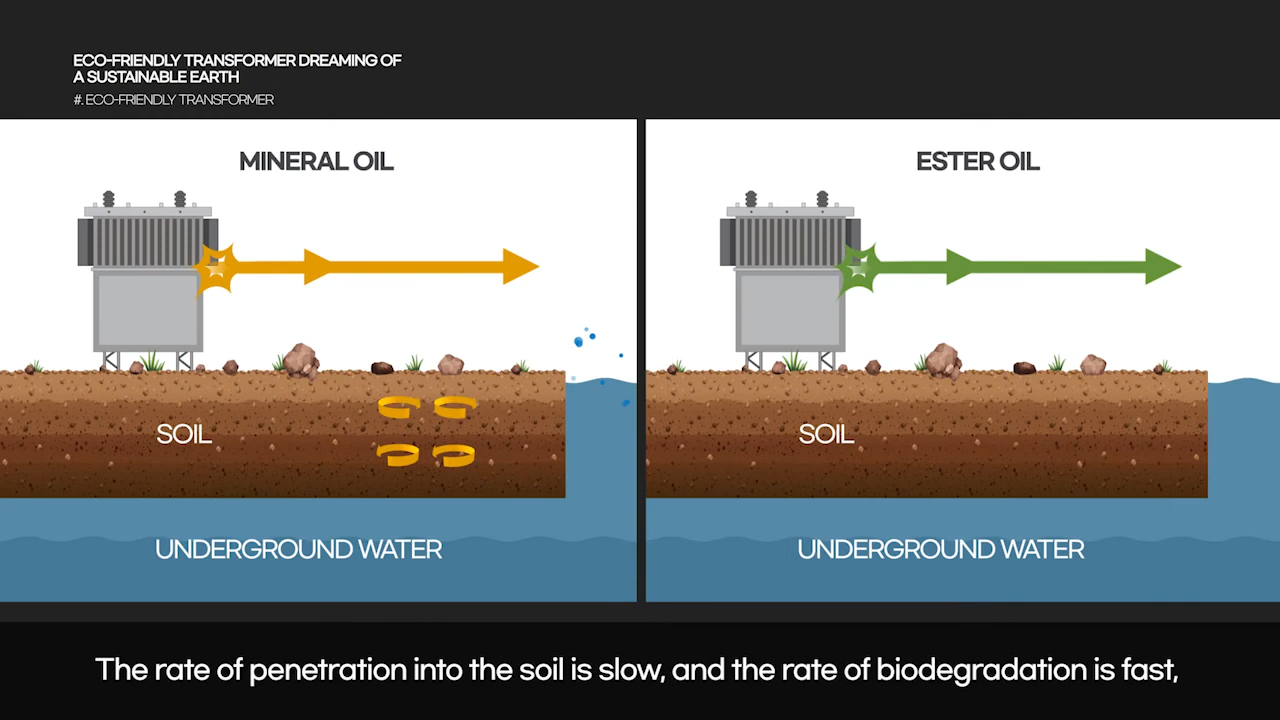 ECO-FRIENDLY TRANSFORMER DREAMING OF
A SUSTAINABLE EARTH
#. ECO-FRIENDLY TRANSFORMER
MINERAL OIL
SOIL
UNDERGROUND WATER
ESTER OIL
SOIL
UNDERGROUND WATER
The rate of penetration into the soil is slow, and the rate of biodegradation is fast,